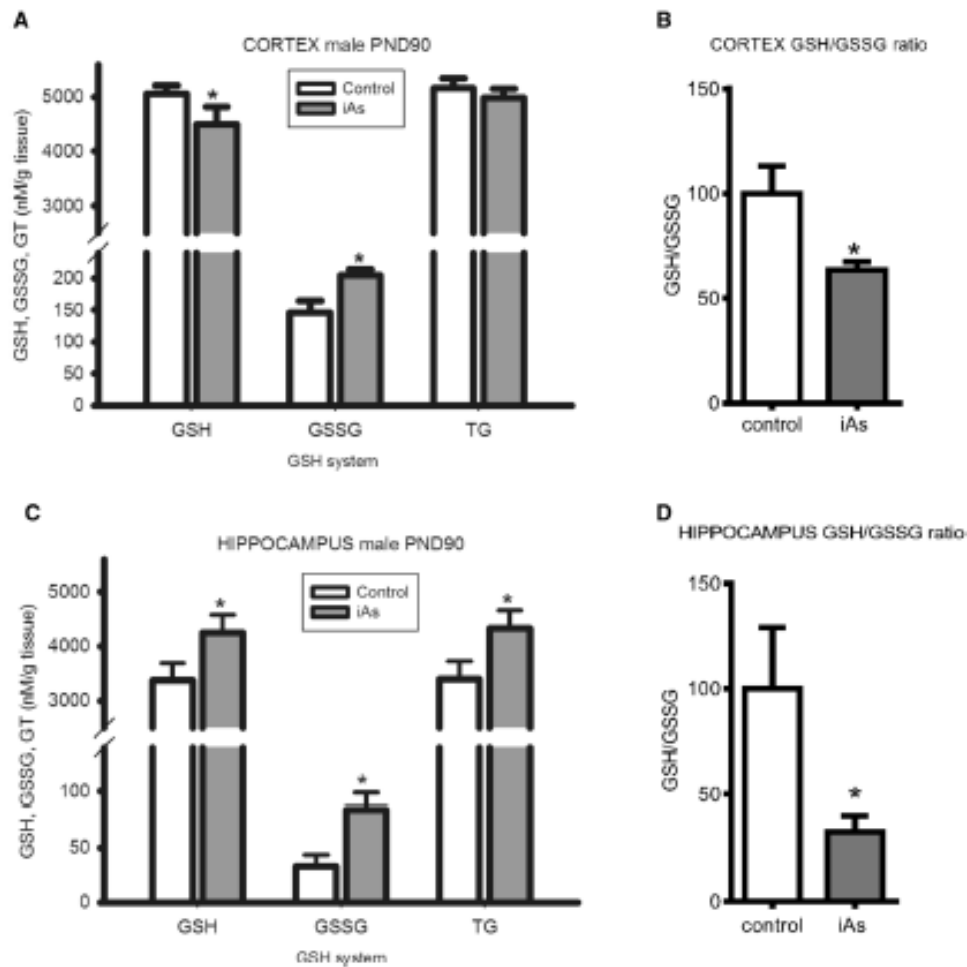 A
CORTEX male PND90
GSH, GSSG, GT (nM/g tissue)
5000
4000
3000
200
150
100
50
0
Control
iAs
*
*
GSH GSSG TG
GSH system
B
CORTEX GSH/GSSG ratio
GSH/GSSG
150
100
50
0
*
control iAs
C
HIPPOCAMPUS male PND90
GSH, GSSG, GT (nM/g tissue)
5000
4000
3000
100
50
0
Control
iAs
*
*
*
GSH GSSG TG
GSH system
D
HIPPOCAMPUS GSH/GSSG ratio
GSH/GSSG
150
100
50
0
*
control iAs